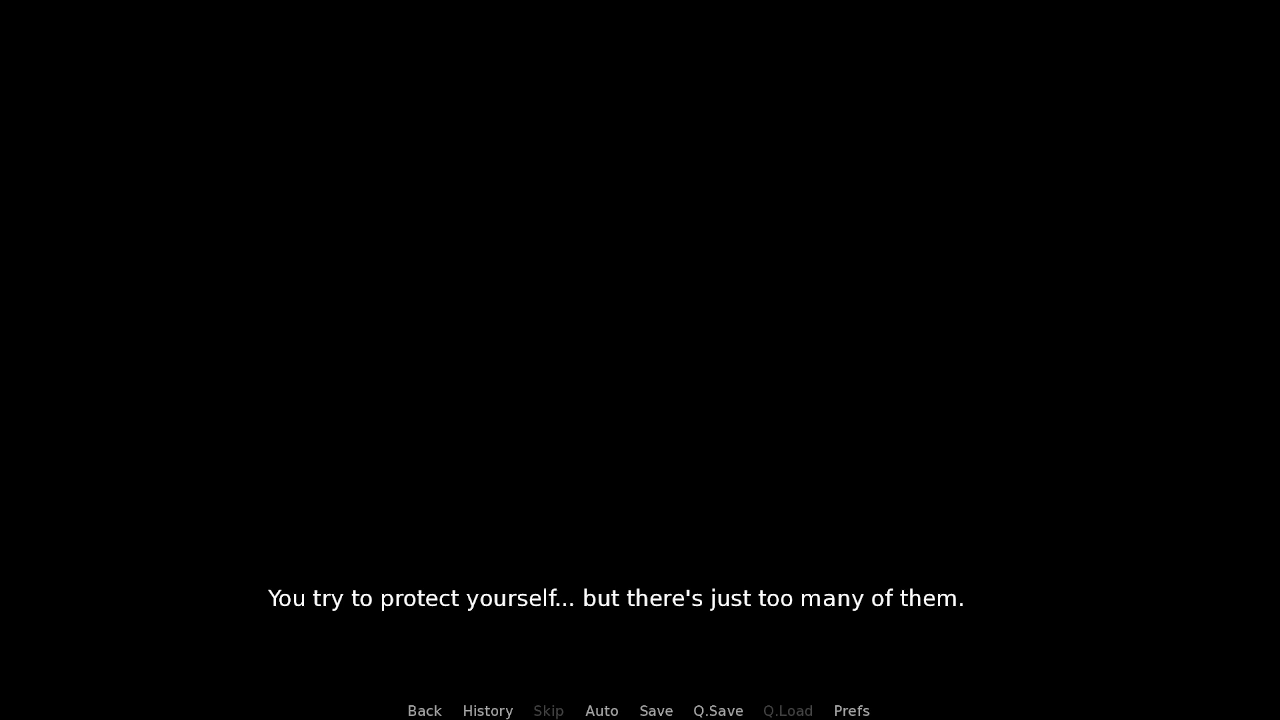 You try to protect yourself... but there's just too many of them.
Back History Skip Auto Save Q.Save Q.Load Prefs